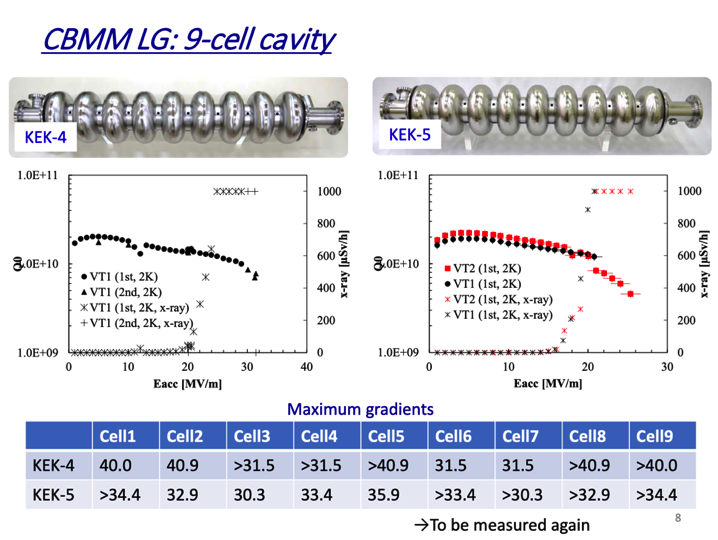 CBMM LG: 9-cell cavity
KEK-4
KEK-5
1.0E+11
1.0E+10
1.0E+09
Q0
VT1 (1st, 2K)
VT1 (2nd, 2K)
VT1 (1st, 2K, x-ray)
VT1 (2nd, 2K, x-ray)
1000
800
600
400
200
0
x-ray [µSv/h]
0 10 20 30 40
Eacc [MV/m]
1.0E+11
1.0E+10
1.0E+09
Q0
VT2 (1st, 2K)
VT1 (1st, 2K)
VT2 (1st, 2K, x-ray)
VT1 (1st, 2K, x-ray)
1000
800
600
400
200
0
x-ray [µSv/h]
0 10 20 30
Eacc [MV/m]
Maximum gradients
Cell1 Cell2 Cell3 Cell4 Cell5 Cell6 Cell7 Cell8 Cell9
KEK-4 40.0 40.9 >31.5 >31.5 >40.9 31.5 31.5 >40.9 >40.0
KEK-5 >34.4 32.9 30.3 33.4 35.9 >33.4 >30.3 >32.9 >34.4
→To be measured again
8